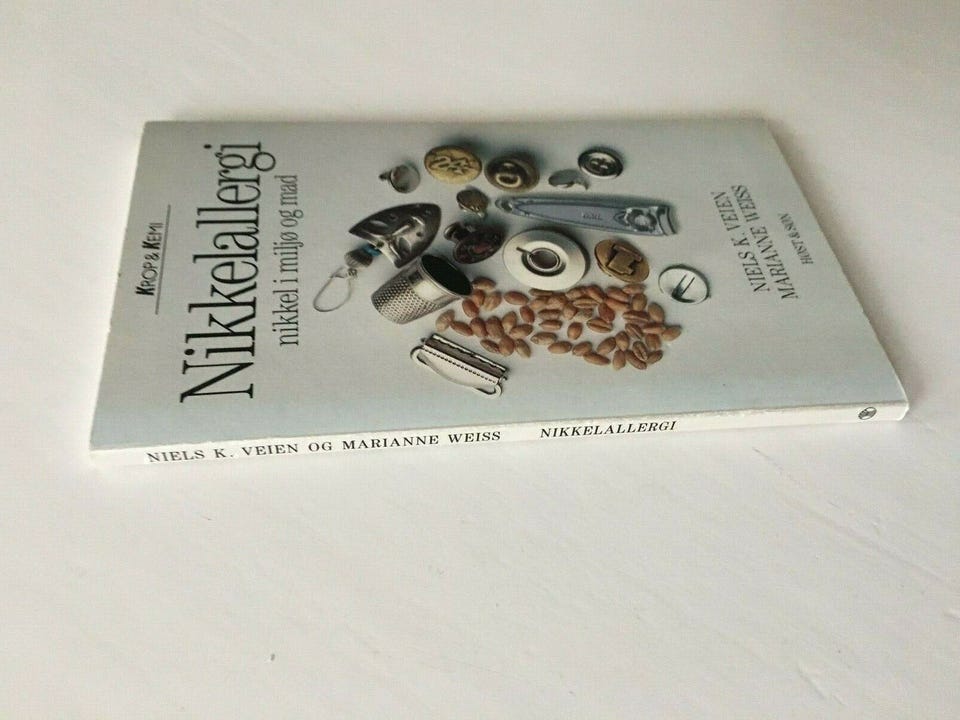 KROP & KEMI
Nikkelallergi
nikkel i miljø og mad
NIELS K. VEIEN
MARIANNE WEISS
HØST & SØN
NIELS K. VEIEN OG MARIANNE WEISS NIKKELALLERGI